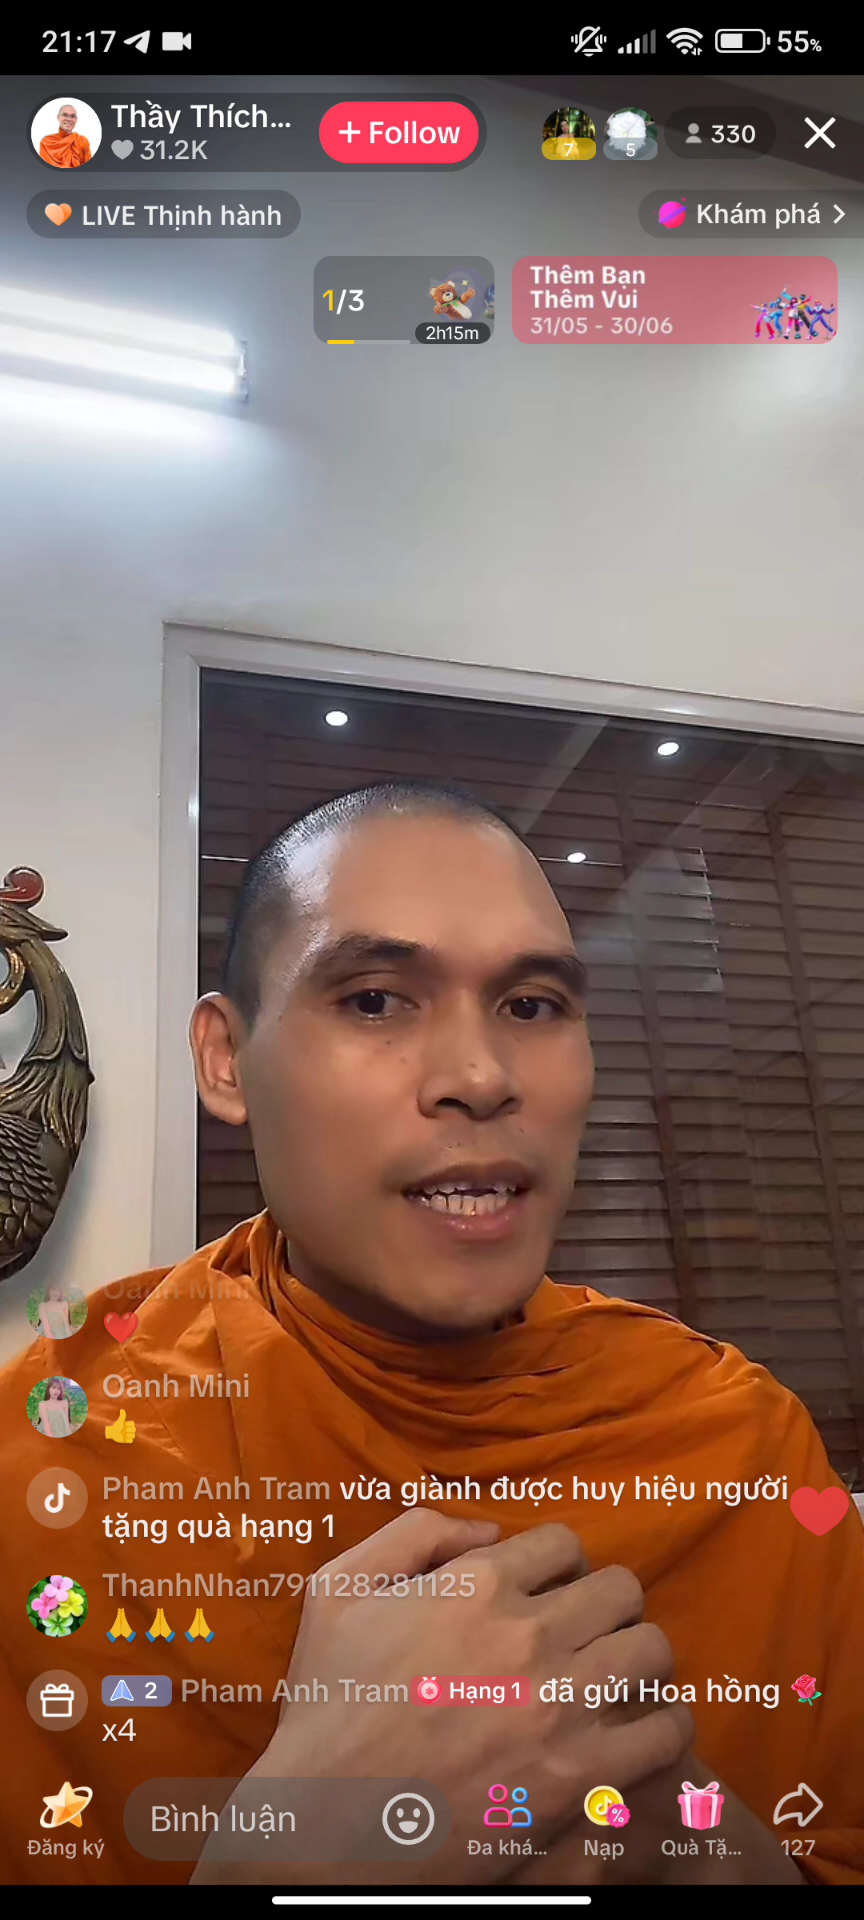 21:17
55%
Thầy Thích...
31.2K
+ Follow
7
5
330
LIVE Thịnh hành
Khám phá
1/3
2h15m
Thêm Bạn
Thêm Vui
31/05 - 30/06
Oanh Mini
❤️
Oanh Mini
👍
Pham Anh Tram vừa giành được huy hiệu người
tặng quà hạng 1
ThanhNhan791128281125
🙏🙏🙏
2 Pham Anh Tram Hạng 1 đã gửi Hoa hồng 🌹
x4
Bình luận
Đăng ký
Đa khá...
Nạp
Quà Tặ...
127